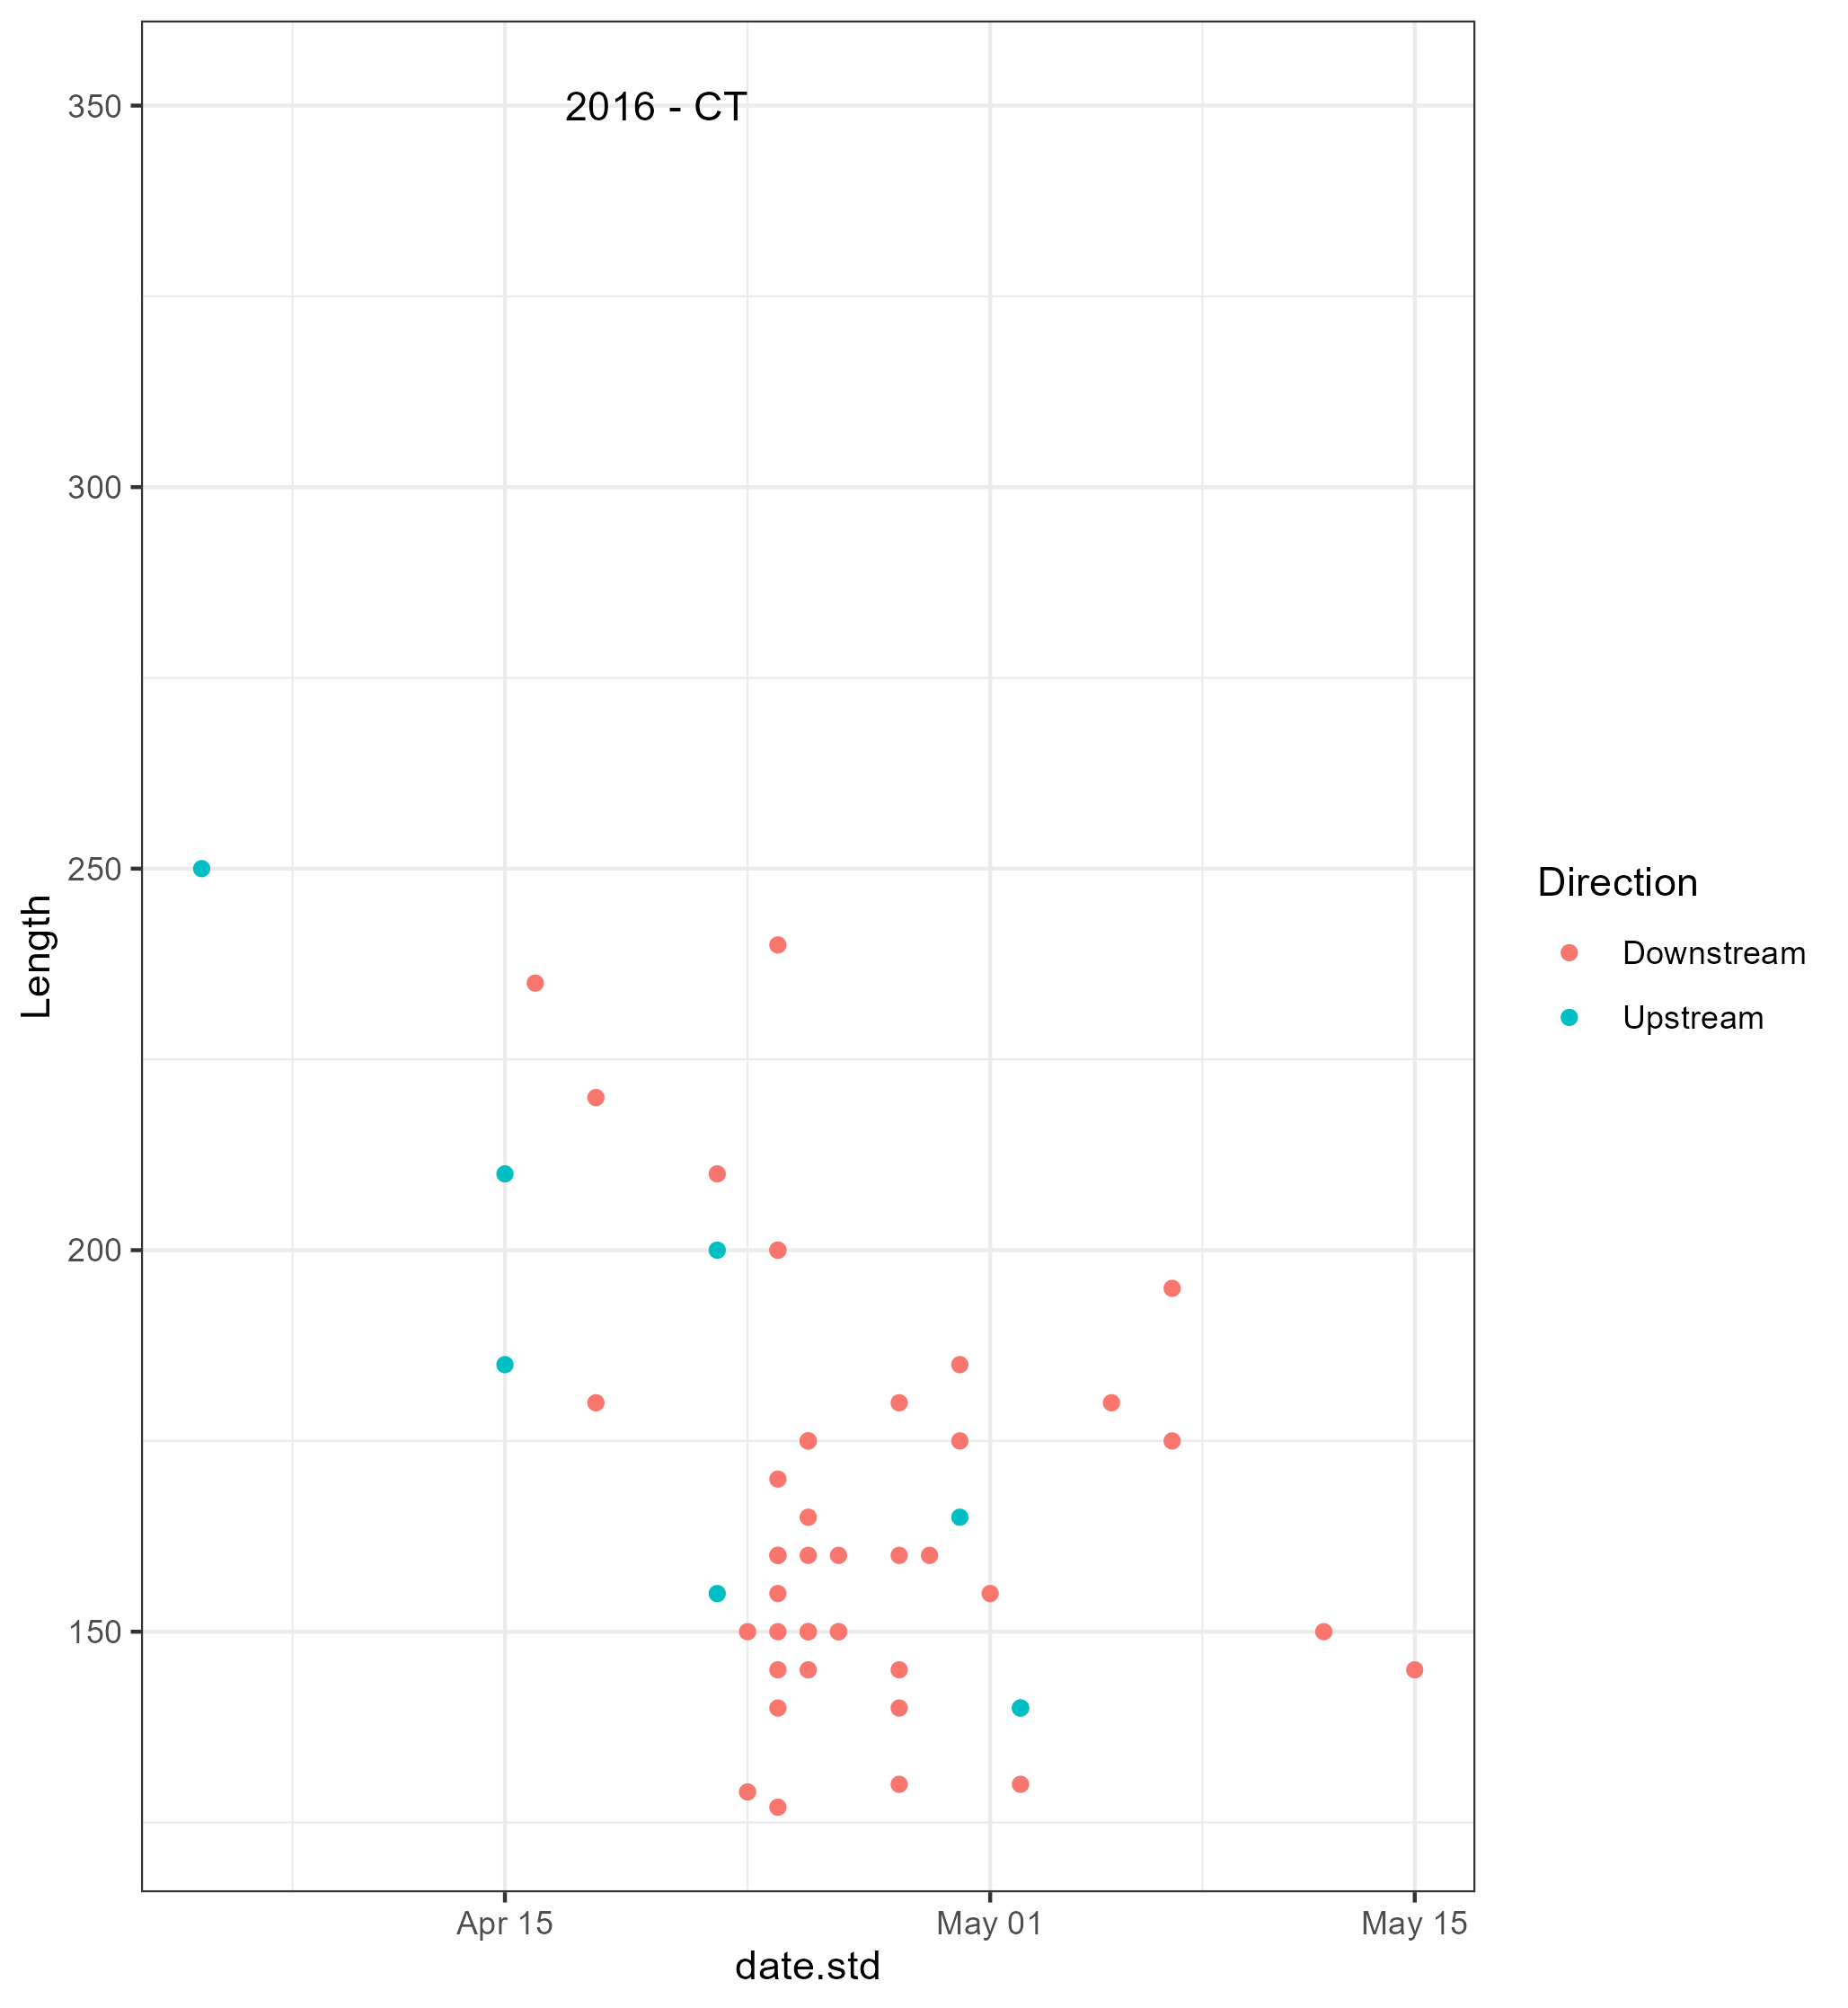 2016 - CT
350
300
250
200
150
Length
Apr 15
May 01
May 15
date.std
Direction
Downstream
Upstream